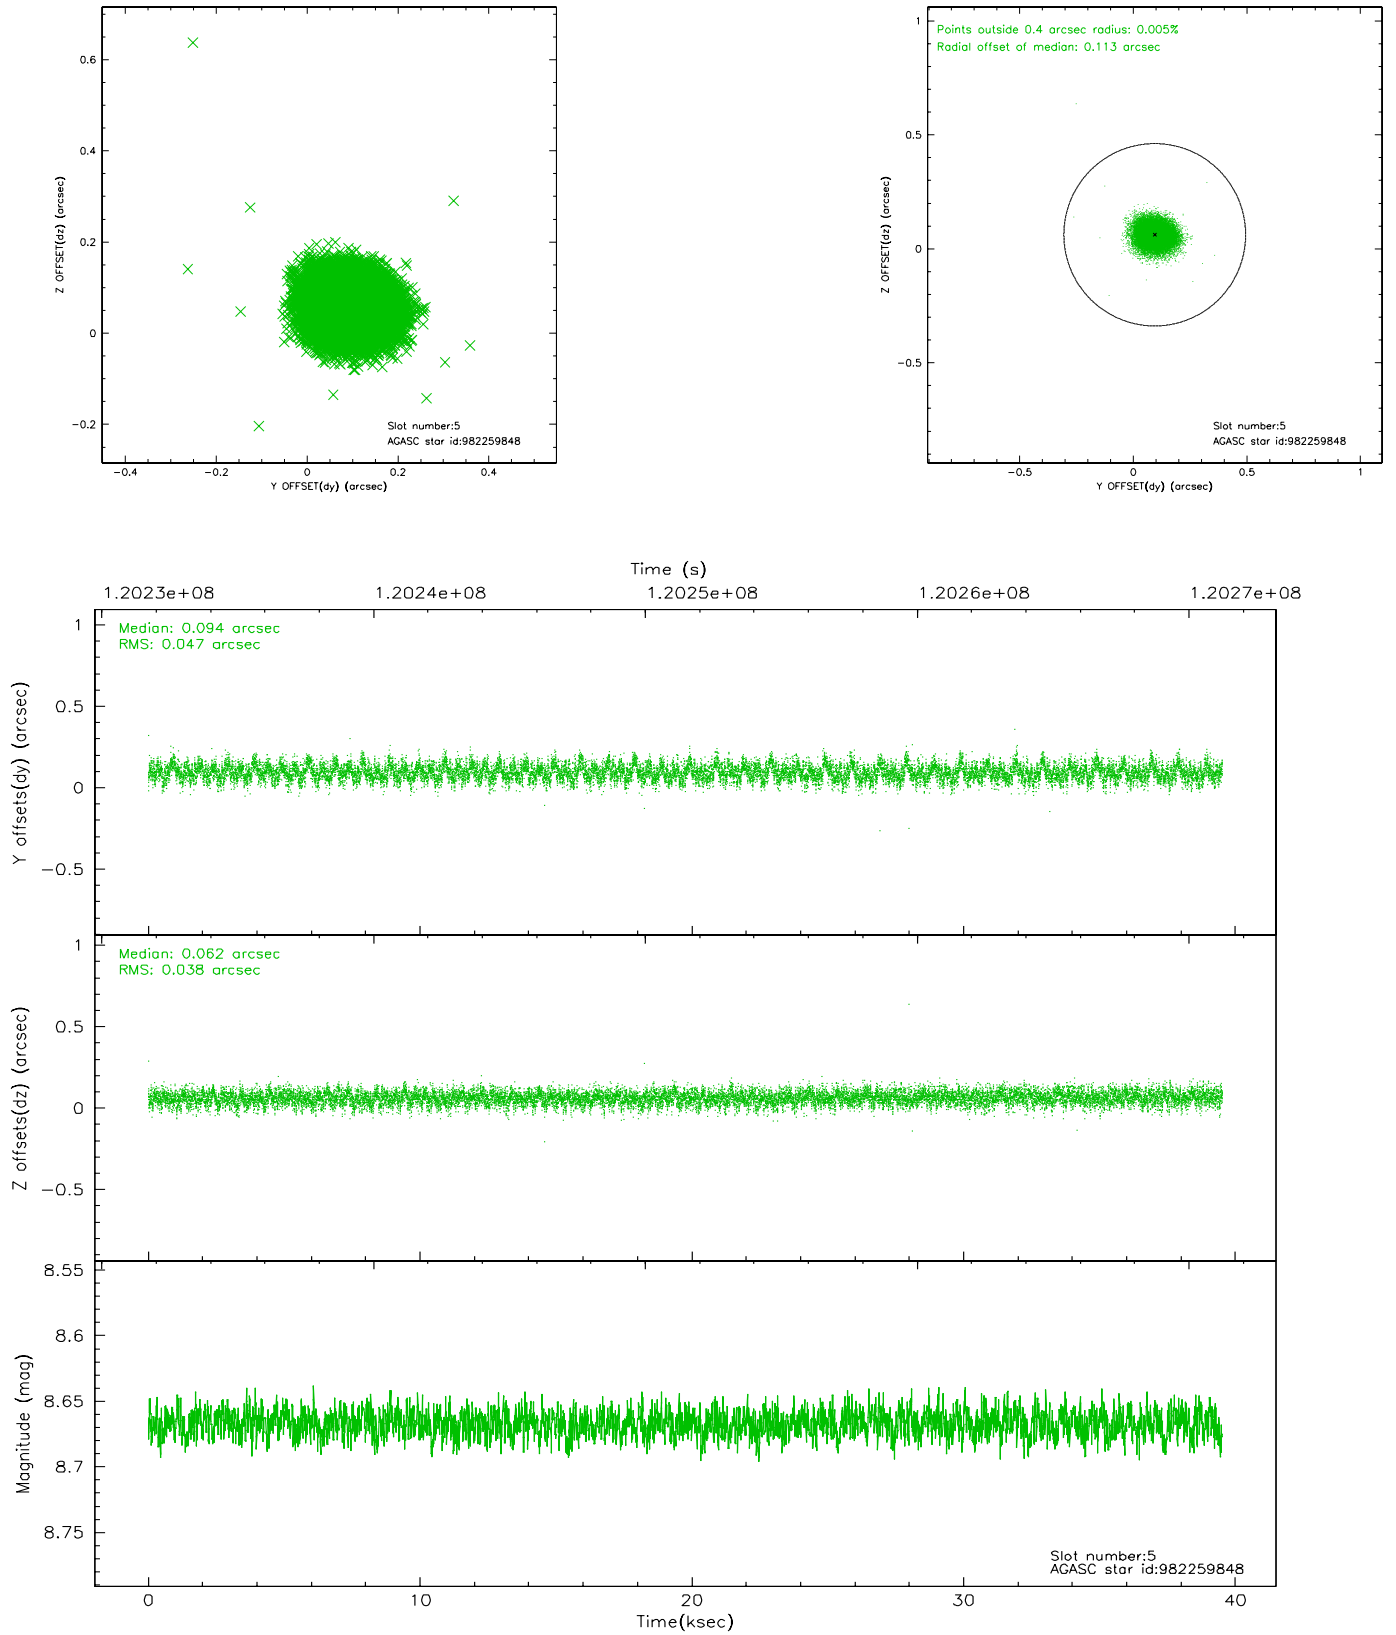 0.6
0.4
0.2
0
−0.2
Z OFFSET(dz) (arcsec)
Slot number:5
AGASC star id:982259848
−0.4
−0.2
0
0.2
0.4
Y OFFSET(dy) (arcsec)
Points outside 0.4 arcsec radius: 0.005%
Radial offset of median: 0.113 arcsec
1
0.5
0
−0.5
Z OFFSET(dz) (arcsec)
Slot number:5
AGASC star id:982259848
−0.5
0
0.5
1
Y OFFSET(dy) (arcsec)
Time (s)
1.2023e+08
1.2024e+08
1.2025e+08
1.2026e+08
1.2027e+08
Median: 0.094 arcsec
RMS: 0.047 arcsec
1
0.5
0
−0.5
Y offsets(dy) (arcsec)
Median: 0.062 arcsec
RMS: 0.038 arcsec
1
0.5
0
−0.5
Z offsets(dz) (arcsec)
8.55
8.6
8.65
8.7
8.75
Magnitude (mag)
Slot number:5
AGASC star id:982259848
0
10
20
30
40
Time(ksec)